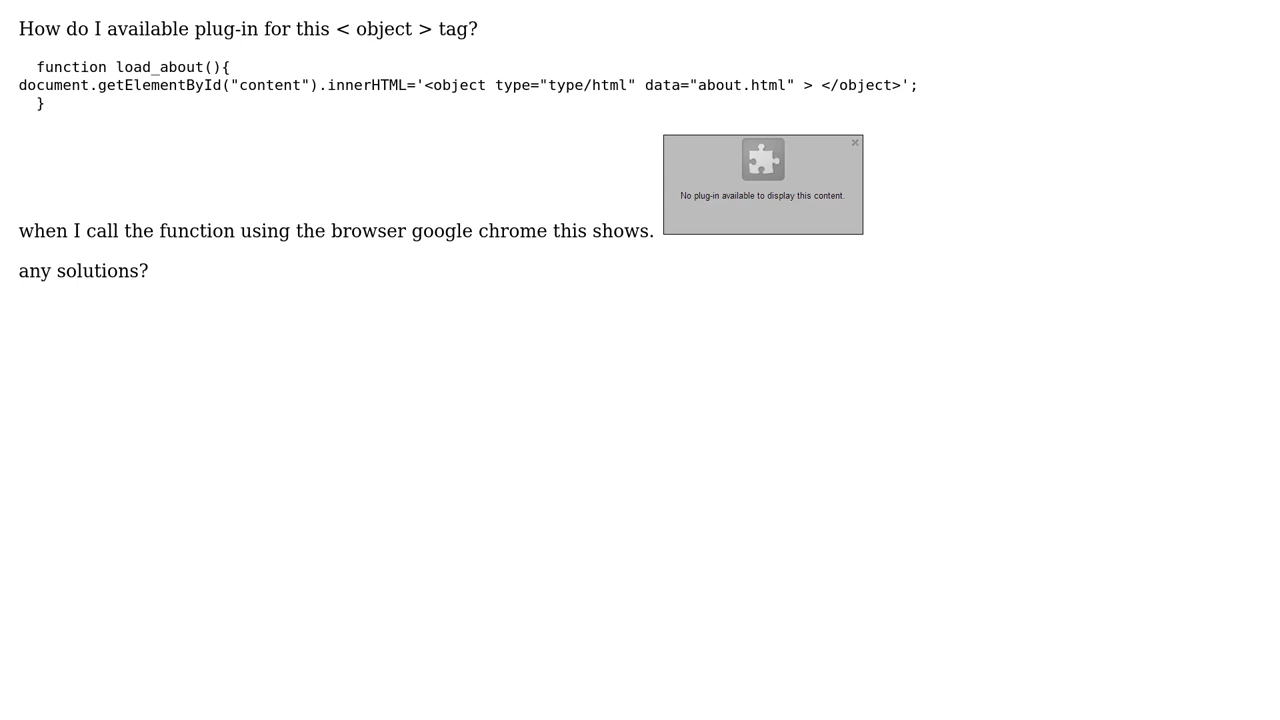 How do I available plug-in for this < object > tag?
function load_about(){
document.getElementById("content").innerHTML='<object type="type/html" data="about.html" > </object>';
}
No plug-in available to display this content.
when I call the function using the browser google chrome this shows.
any solutions?